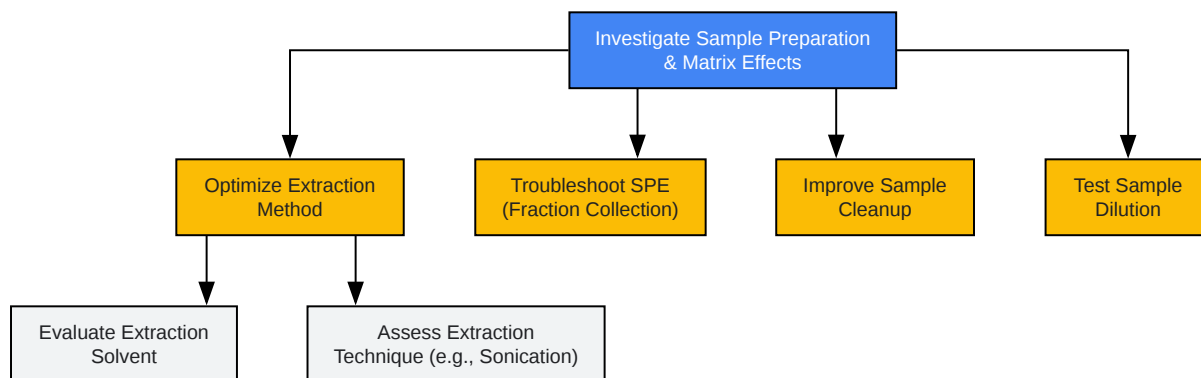 Investigate Sample Preparation
& Matrix Effects
Optimize Extraction
Method
Troubleshoot SPE
(Fraction Collection)
Improve Sample
Cleanup
Test Sample
Dilution
Evaluate Extraction
Solvent
Assess Extraction
Technique (e.g., Sonication)